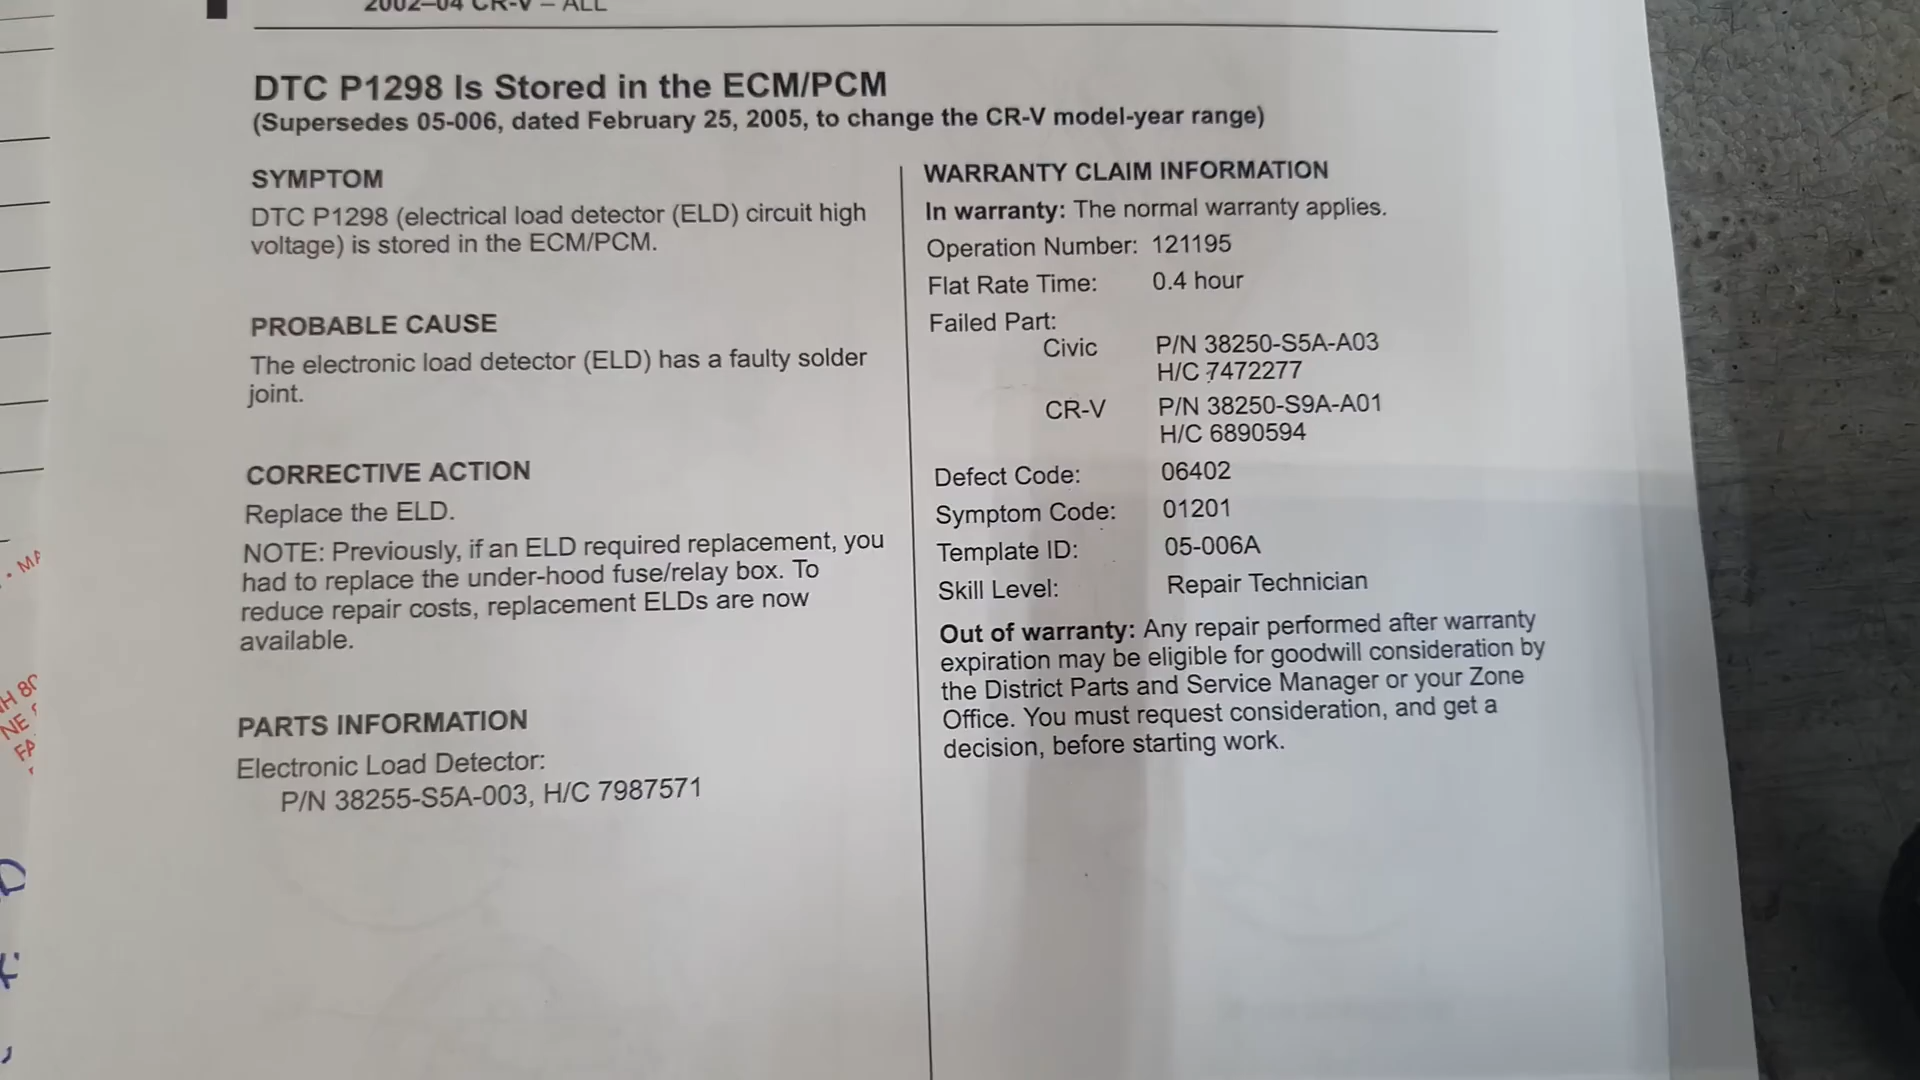 2002–04 CR-V – ALL
DTC P1298 Is Stored in the ECM/PCM
(Supersedes 05-006, dated February 25, 2005, to change the CR-V model-year range)
SYMPTOM
DTC P1298 (electrical load detector (ELD) circuit high
voltage) is stored in the ECM/PCM.
PROBABLE CAUSE
The electronic load detector (ELD) has a faulty solder
joint.
CORRECTIVE ACTION
Replace the ELD.
NOTE: Previously, if an ELD required replacement, you
had to replace the under-hood fuse/relay box. To
reduce repair costs, replacement ELDs are now
available.
PARTS INFORMATION
Electronic Load Detector:
P/N 38255-S5A-003, H/C 7987571
WARRANTY CLAIM INFORMATION
In warranty: The normal warranty applies.
Operation Number: 121195
Flat Rate Time: 0.4 hour
Failed Part:
Civic P/N 38250-S5A-A03
H/C 7472277
CR-V P/N 38250-S9A-A01
H/C 6890594
Defect Code: 06402
Symptom Code: 01201
Template ID: 05-006A
Skill Level: Repair Technician
Out of warranty: Any repair performed after warranty
expiration may be eligible for goodwill consideration by
the District Parts and Service Manager or your Zone
Office. You must request consideration, and get a
decision, before starting work.